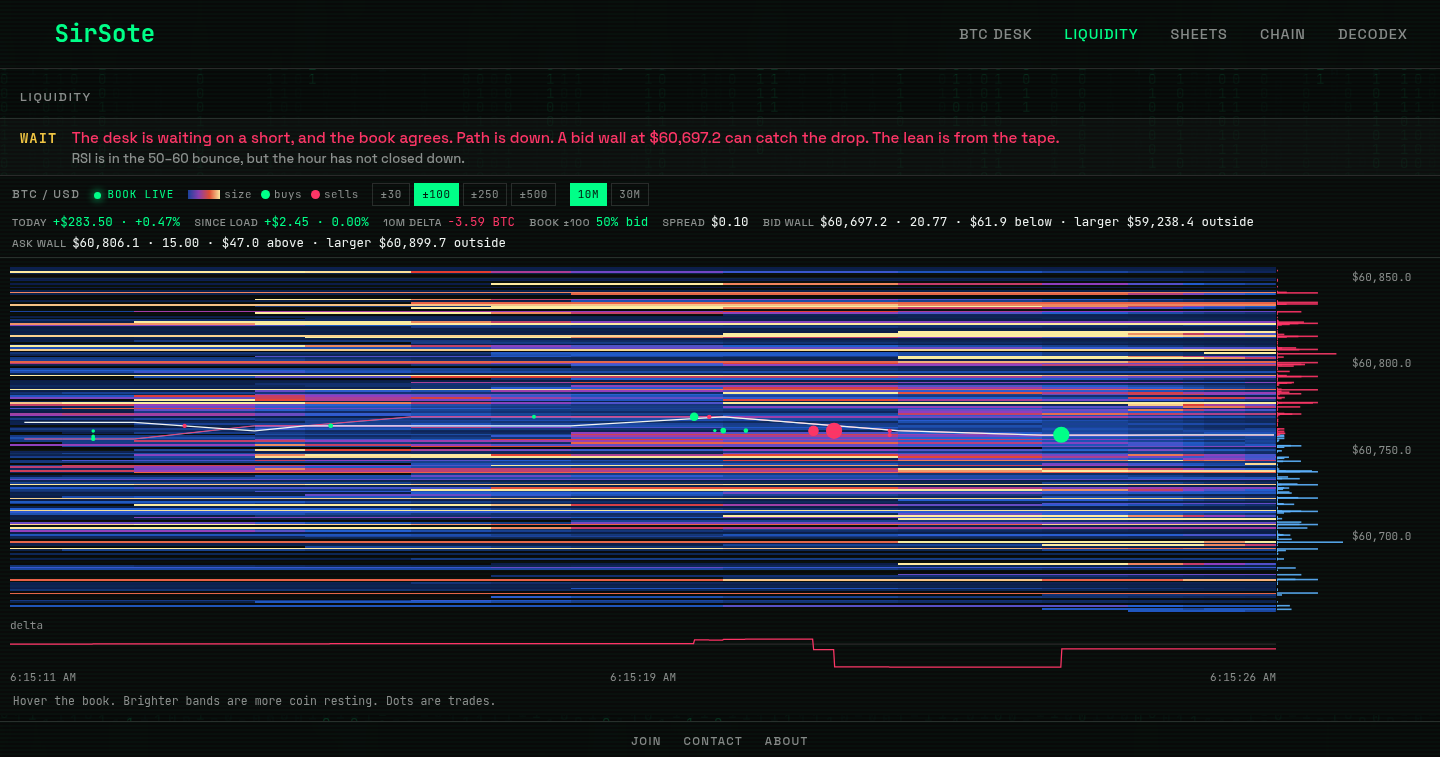 SirSote
BTC DESK LIQUIDITY SHEETS CHAIN DECODEX
LIQUIDITY
WAIT The desk is waiting on a short, and the book agrees. Path is down. A bid wall at $60,697.2 can catch the drop. The lean is from the tape.
RSI is in the 50–60 bounce, but the hour has not closed down.
BTC / USD BOOK LIVE size buys sells ±30 ±100 ±250 ±500 10M 30M
TODAY +$283.50 · +0.47% SINCE LOAD +$2.45 · 0.00% 10M DELTA -3.59 BTC BOOK ±100 50% bid SPREAD $0.10 BID WALL $60,697.2 · 20.77 · $61.9 below · larger $59,238.4 outside
ASK WALL $60,806.1 · 15.00 · $47.0 above · larger $60,899.7 outside
$60,850.0
$60,800.0
$60,750.0
$60,700.0
delta
6:15:11 AM 6:15:19 AM 6:15:26 AM
Hover the book. Brighter bands are more coin resting. Dots are trades.
JOIN CONTACT ABOUT